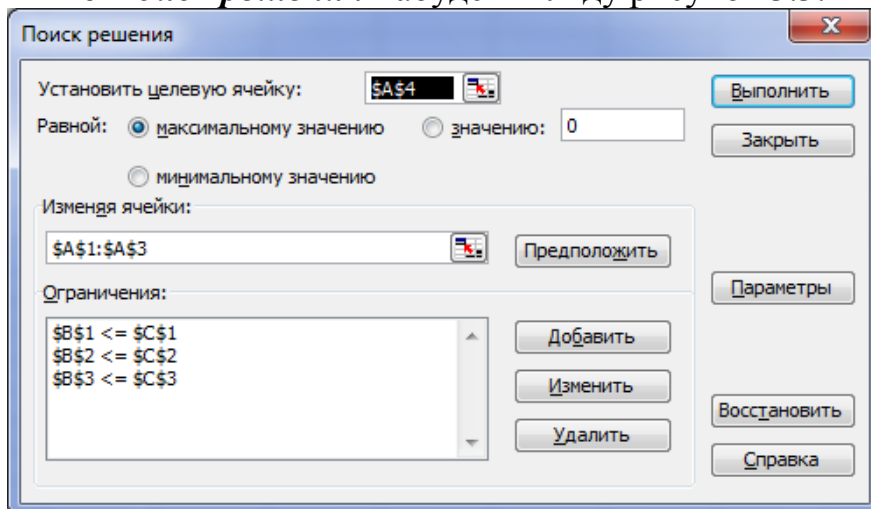 Поиск решения
Установить целевую ячейку: $A$4
Выполнить
Равной: максимальному значению значению: 0
Закрыть
минимальному значению
Изменяя ячейки:
$A$1:$A$3 Предположить
Ограничения:
Параметры
$B$1 <= $C$1
$B$2 <= $C$2
$B$3 <= $C$3
Добавить
Изменить
Удалить
Восстановить
Справка